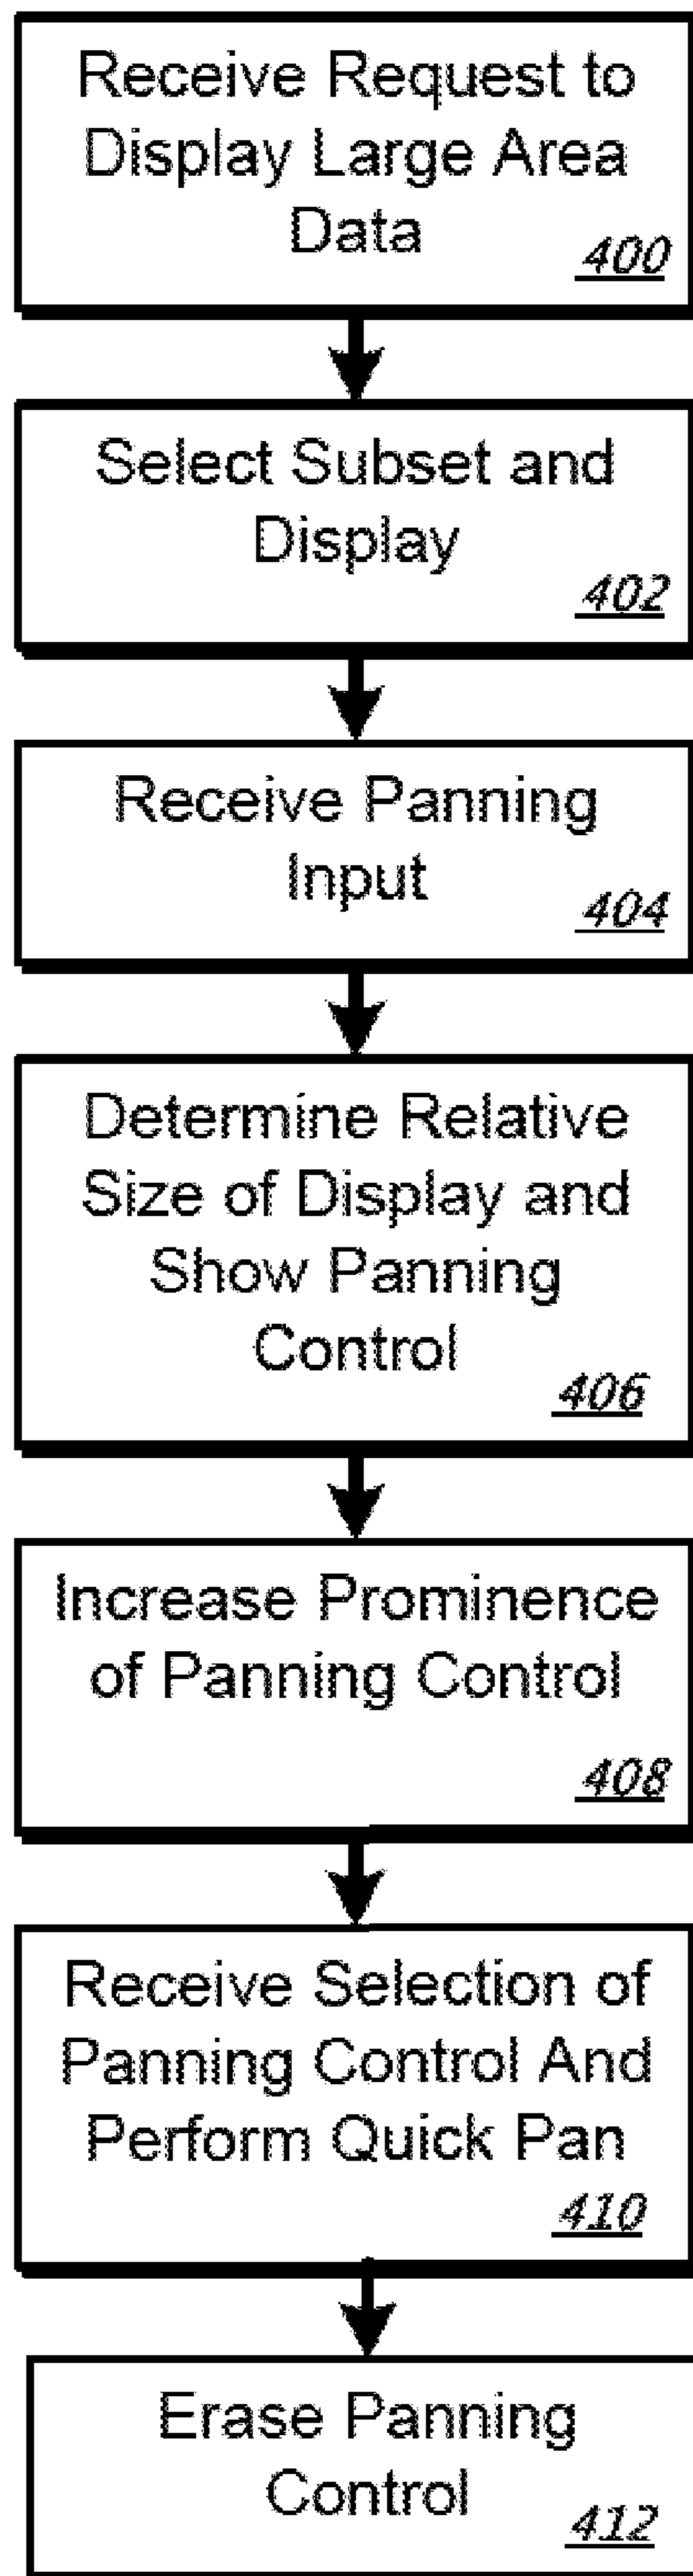 Receive Request to
Display Large Area
Data
400
Select Subset and
Display
402
Receive Panning
Input
404
Determine Relative
Size of Display and
Show Panning
Control
406
Increase Prominence
of Panning Control
408
Receive Selection of
Panning Control And
Perform Quick Pan
410
Erase Panning
Control
412